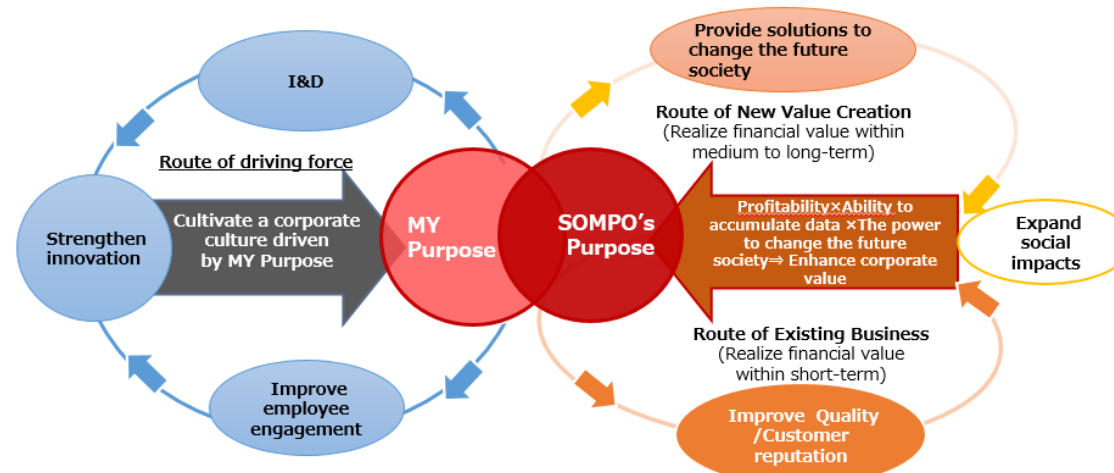 I&D
Route of driving force
Strengthen
innovation
Cultivate a corporate
culture driven
by MY Purpose
Improve
employee
engagement
MY
Purpose
SOMPO’s
Purpose
Provide solutions to
change the future
society
Route of New Value Creation
(Realize financial value within
medium to long-term)
Profitability×Ability to
accumulate data ×The power
to change the future
society⇒ Enhance corporate
value
Expand
social
impacts
Route of Existing Business
(Realize financial value
within short-term)
Improve Quality
/Customer
reputation